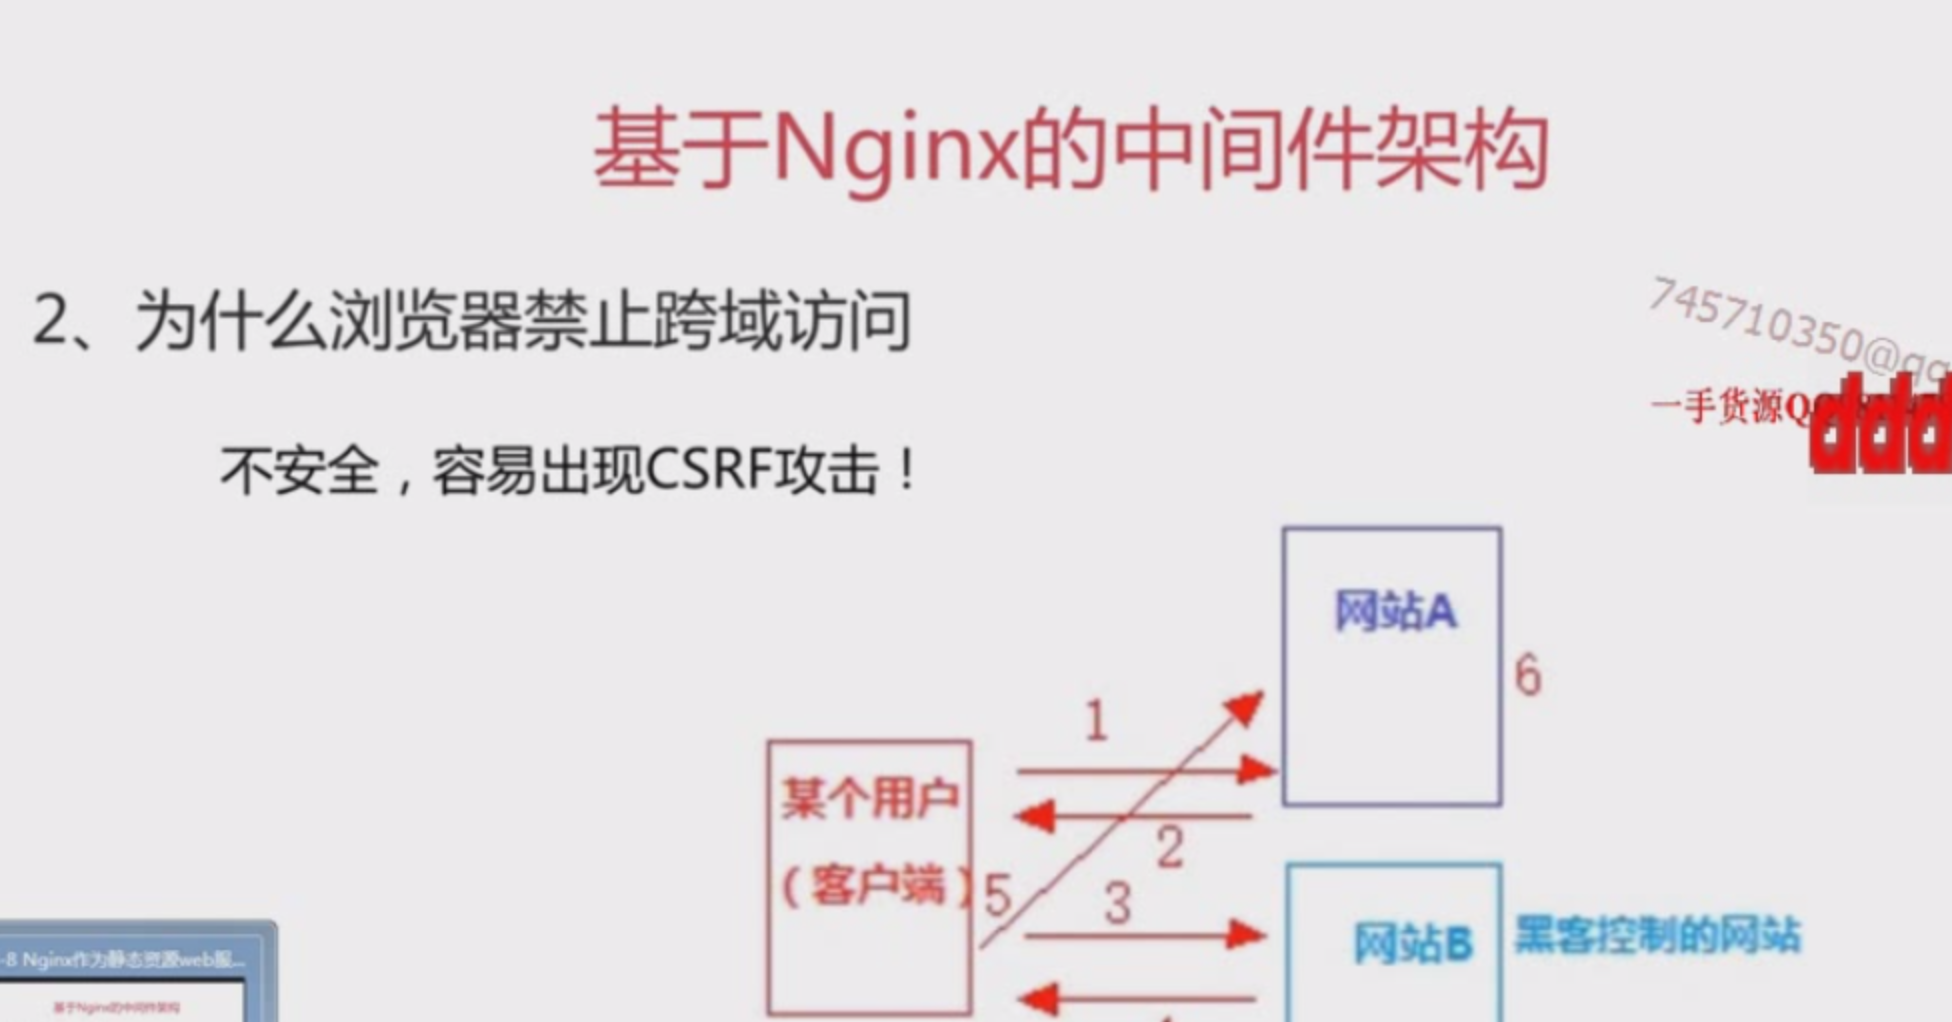 基于Nginx的中间件架构
2、为什么浏览器禁止跨域访问
745710350@qq
一手货源Q
ddd
不安全，容易出现CSRF攻击！
网站A
6
1
某个用户
2
（客户端）
5
3
网站B
黑客控制的网站
-8 Nginx作为静态资源web服...
基于Nginx的中间件架构